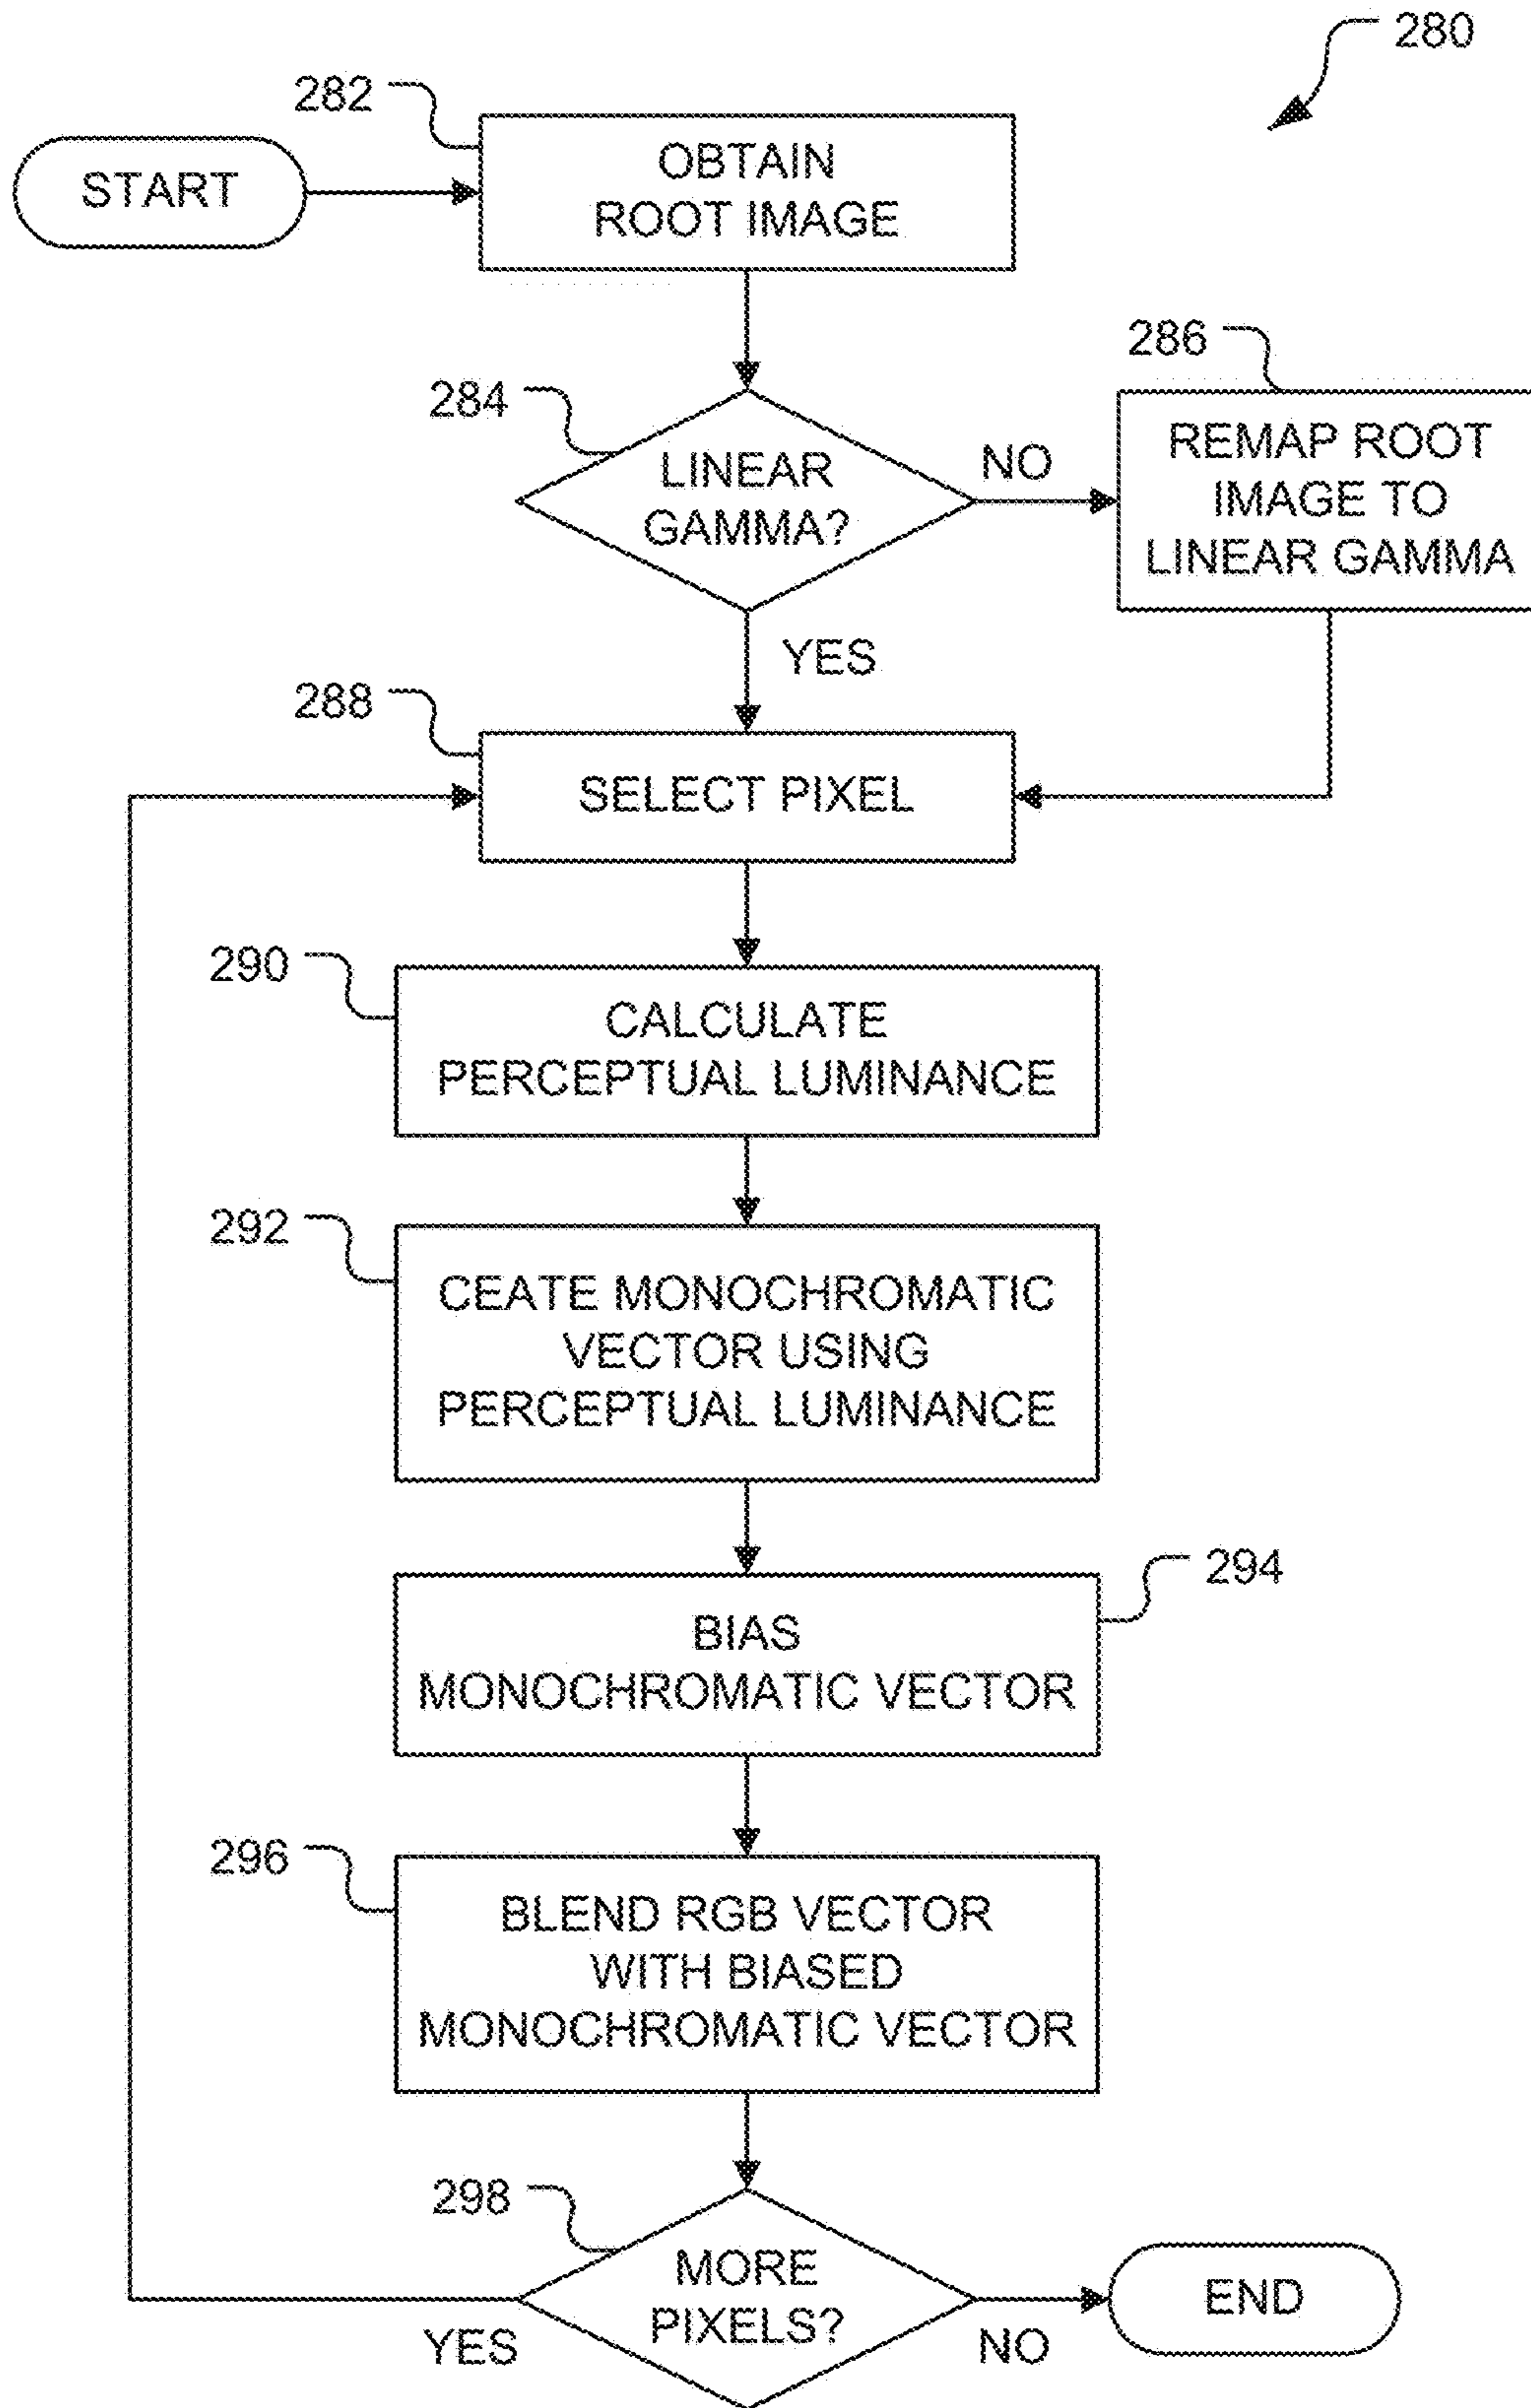 280
282
START
OBTAIN
ROOT IMAGE
286
284
LINEAR
GAMMA?
NO
REMAP ROOT
IMAGE TO
LINEAR GAMMA
YES
288
SELECT PIXEL
290
CALCULATE
PERCEPTUAL LUMINANCE
292
CEATE MONOCHROMATIC
VECTOR USING
PERCEPTUAL LUMINANCE
294
BIAS
MONOCHROMATIC VECTOR
296
BLEND RGB VECTOR
WITH BIASED
MONOCHROMATIC VECTOR
298
MORE
PIXELS?
YES
NO
END